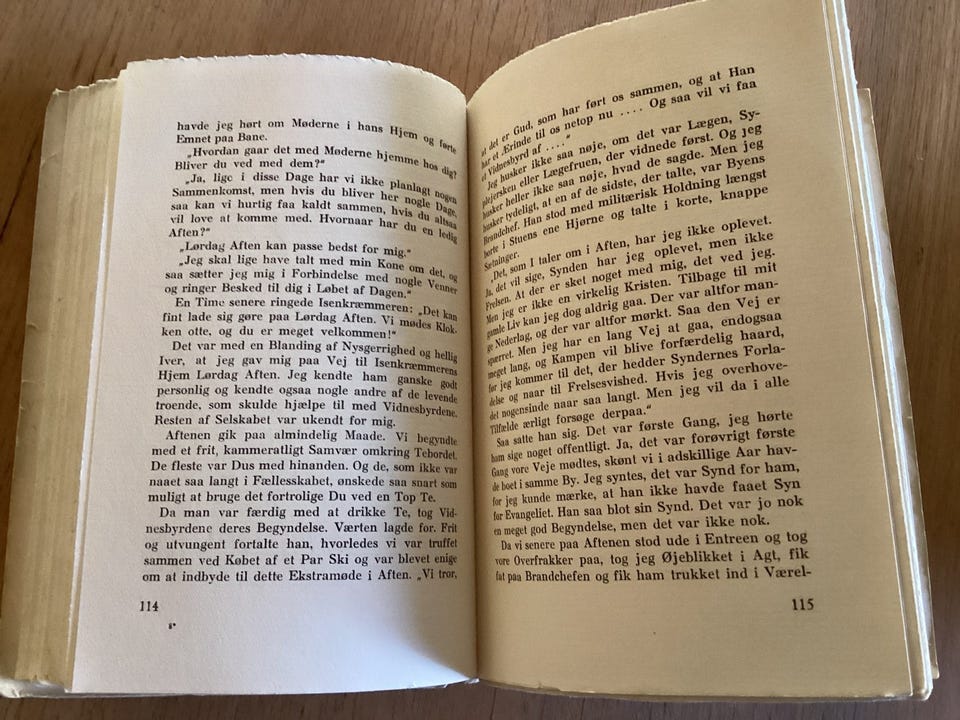 havde jeg hørt om Møderne i hans Hjem og førte
Emnet paa Bane.
„Hvordan gaar det med Møderne hjemme hos dig?
Bliver du ved med dem?“
„Ja, lige i disse Dage har vi ikke planlagt nogen
Sammenkomst, men hvis du bliver her nogle Dage,
saa kan vi hurtig faa kaldt sammen, hvis du altsaa
vil love at komme med. Hvornaar har du en ledig
Aften?“
„Lørdag Aften kan passe bedst for mig.“
„Jeg skal lige have talt med min Kone om det, og
saa sætter jeg mig i Forbindelse med nogle Venner
og ringer Besked til dig i Løbet af Dagen.“
En Time senere ringede Isenkræmmeren: „Det kan
fint lade sig gøre paa Lørdag Aften. Vi mødes Klok-
ken otte, og du er meget velkommen!“
Det var med en Blanding af Nysgerrighed og hellig
Iver, at jeg gav mig paa Vej til Isenkræmmerens
Hjem Lørdag Aften. Jeg kendte ham ganske godt
personlig og kendte ogsaa nogle andre af de levende
troende, som skulde hjælpe til med Vidnesbyrdene.
Resten af Selskabet var ukendt for mig.
Aftenen gik paa almindelig Maade. Vi begyndte
med et frit, kammeratligt Samvær omkring Tebordet.
De fleste var Dus med hinanden. Og de, som ikke var
naaet saa langt i Fællesskabet, ønskede saa snart som
muligt at bruge det fortrolige Du ved en Top Te.
Da man var færdig med at drikke Te, tog Vid-
nesbyrdene deres Begyndelse. Værten lagde for. Frit
og utvungent fortalte han, hvorledes vi var truffet
sammen ved Købet af et Par Ski og var blevet enige
om at indbyde til dette Ekstramøde i Aften. „Vi tror,
114
8*
at det er Gud, som har ført os sammen, og at Han
har et Ærinde til os netop nu .... Og saa vil vi faa
et Vidnesbyrd af ....“
Jeg husker ikke saa nøje, om det var Lægen, Sy-
plejersken eller Lægefruen, der vidnede først. Og jeg
husker heller ikke saa nøje, hvad de sagde. Men jeg
husker tydeligt, at en af de sidste, der talte, var Byens
Brandchef. Han stod med militærisk Holdning længst
borte i Stuens ene Hjørne og talte i korte, knappe
Sætninger.
„Det, som I taler om i Aften, har jeg ikke oplevet.
Ja, det vil sige, Synden har jeg oplevet, men ikke
Frelsen. At der er sket noget med mig, det ved jeg.
Men jeg er ikke en virkelig Kristen. Tilbage til mit
gamle Liv kan jeg dog aldrig gaa. Der var altfor man-
ge Nederlag, og der var altfor mørkt. Saa den Vej er
spærret. Men jeg har en lang Vej at gaa, endogsaa
meget lang, og Kampen vil blive forfærdelig haard,
før jeg kommer til det, der hedder Syndernes Forla-
delse og naar til Frelsesvished. Hvis jeg overhove-
det nogensinde naar saa langt. Men jeg vil da i alle
Tilfælde ærligt forsøge derpaa.“
Saa satte han sig. Det var første Gang, jeg hørte
ham sige noget offentligt. Ja, det var forøvrigt første
Gang vore Veje mødtes, skønt vi i adskillige Aar hav-
de boet i samme By. Jeg syntes, det var Synd for ham,
for jeg kunde mærke, at han ikke havde faaet Syn
for Evangeliet. Han saa blot sin Synd. Det var jo nok
en meget god Begyndelse, men det var ikke nok.
Da vi senere paa Aftenen stod ude i Entreen og tog
vore Overfrakker paa, tog jeg Øjeblikket i Agt, fik
fat paa Brandchefen og fik ham trukket ind i Værel-
115